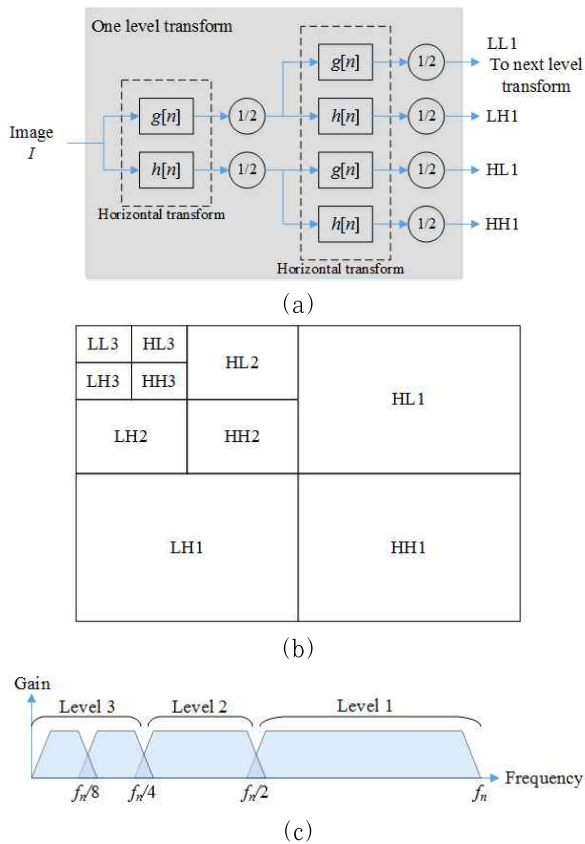 One level transform
LL1
To next level
transform
g[n]
1/2
g[n]
1/2
h[n]
1/2
LH1
Image
I
h[n]
1/2
g[n]
1/2
HL1
Horizontal transform
h[n]
1/2
HH1
Horizontal transform
(a)
LL3
HL3
HL2
HL1
LH3
HH3
LH2
HH2
LH1
HH1
(b)
Gain
Level 3
Level 2
Level 1
Frequency
fn/8
fn/4
fn/2
fn
(c)